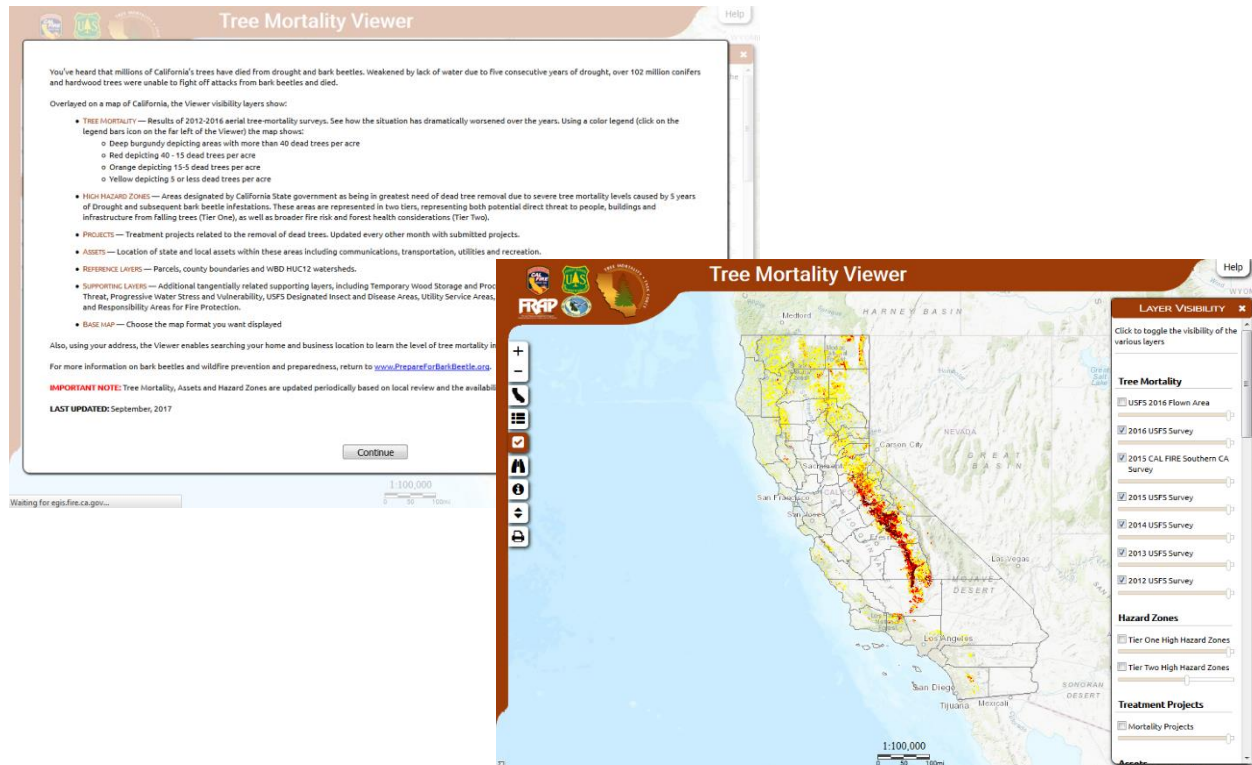 Tree Mortality Viewer
Help
You've heard that millions of California's trees have died from drought and bark beetles. Weakened by lack of water due to five consecutive years of drought, over 102 million conifers
and hardwood trees were unable to fight off attacks from bark beetles and died.
Overlayed on a map of California, the Viewer visibility layers show:
• TREE MORTALITY — Results of 2012-2016 aerial tree-mortality surveys. See how the situation has dramatically worsened over the years. Using a color legend (click on the
legend bars icon on the far left of the Viewer) the map shows:
o Deep burgundy depicting areas with more than 40 dead trees per acre
o Red depicting 40 - 15 dead trees per acre
o Orange depicting 15-5 dead trees per acre
o Yellow depicting 5 or less dead trees per acre
• HIGH HAZARD ZONES — Areas designated by California State government as being in greatest need of dead tree removal due to severe tree mortality levels caused by 5 years
of Drought and subsequent bark beetle infestations. These areas are represented in two tiers, representing both potential direct threat to people, buildings and
infrastructure from falling trees (Tier One), as well as broader fire risk and forest health considerations (Tier Two).
• PROJECTS — Treatment projects related to the removal of dead trees. Updated every other month with submitted projects.
• ASSETS — Location of state and local assets within these areas including communications, transportation, utilities and recreation.
• REFERENCE LAYERS — Parcels, county boundaries and WBD HUC12 watersheds.
• SUPPORTING LAYERS — Additional tangentially related supporting layers, including Temporary Wood Storage and Proc
Threat, Progressive Water Stress and Vulnerability, USFS Designated Insect and Disease Areas, Utility Service Areas,
and Responsibility Areas for Fire Protection.
• BASE MAP — Choose the map format you want displayed
Also, using your address, the Viewer enables searching your home and business location to learn the level of tree mortality in
For more information on bark beetles and wildfire prevention and preparedness, return to www.PrepareForBarkBeetle.org.
IMPORTANT NOTE: Tree Mortality, Assets and Hazard Zones are updated periodically based on local review and the availabili
LAST UPDATED: September, 2017
Continue
Waiting for egis.fire.ca.gov...
1:100,000
0 50 100mi
Tree Mortality Viewer
Help
CAL FIRE
FRAP
LAYER VISIBILITY
Click to toggle the visibility of the
various layers
Tree Mortality
USFS 2016 Flown Area
2016 USFS Survey
2015 CAL FIRE Southern CA
Survey
2015 USFS Survey
2014 USFS Survey
2013 USFS Survey
2012 USFS Survey
Hazard Zones
Tier One High Hazard Zones
Tier Two High Hazard Zones
Treatment Projects
Mortality Projects
Assets
Medford
HARNEY BASIN
NEVADA
Carson City
GREAT
BASIN
Sacramento
San Francisco
San Jose
Fresno
Las Vegas
MOJAVE
DESERT
Los Angeles
San Diego
Tijuana
Mexicali
SONORAN
DESERT
Great
Salt
Lake
1:100,000
0 50 100mi